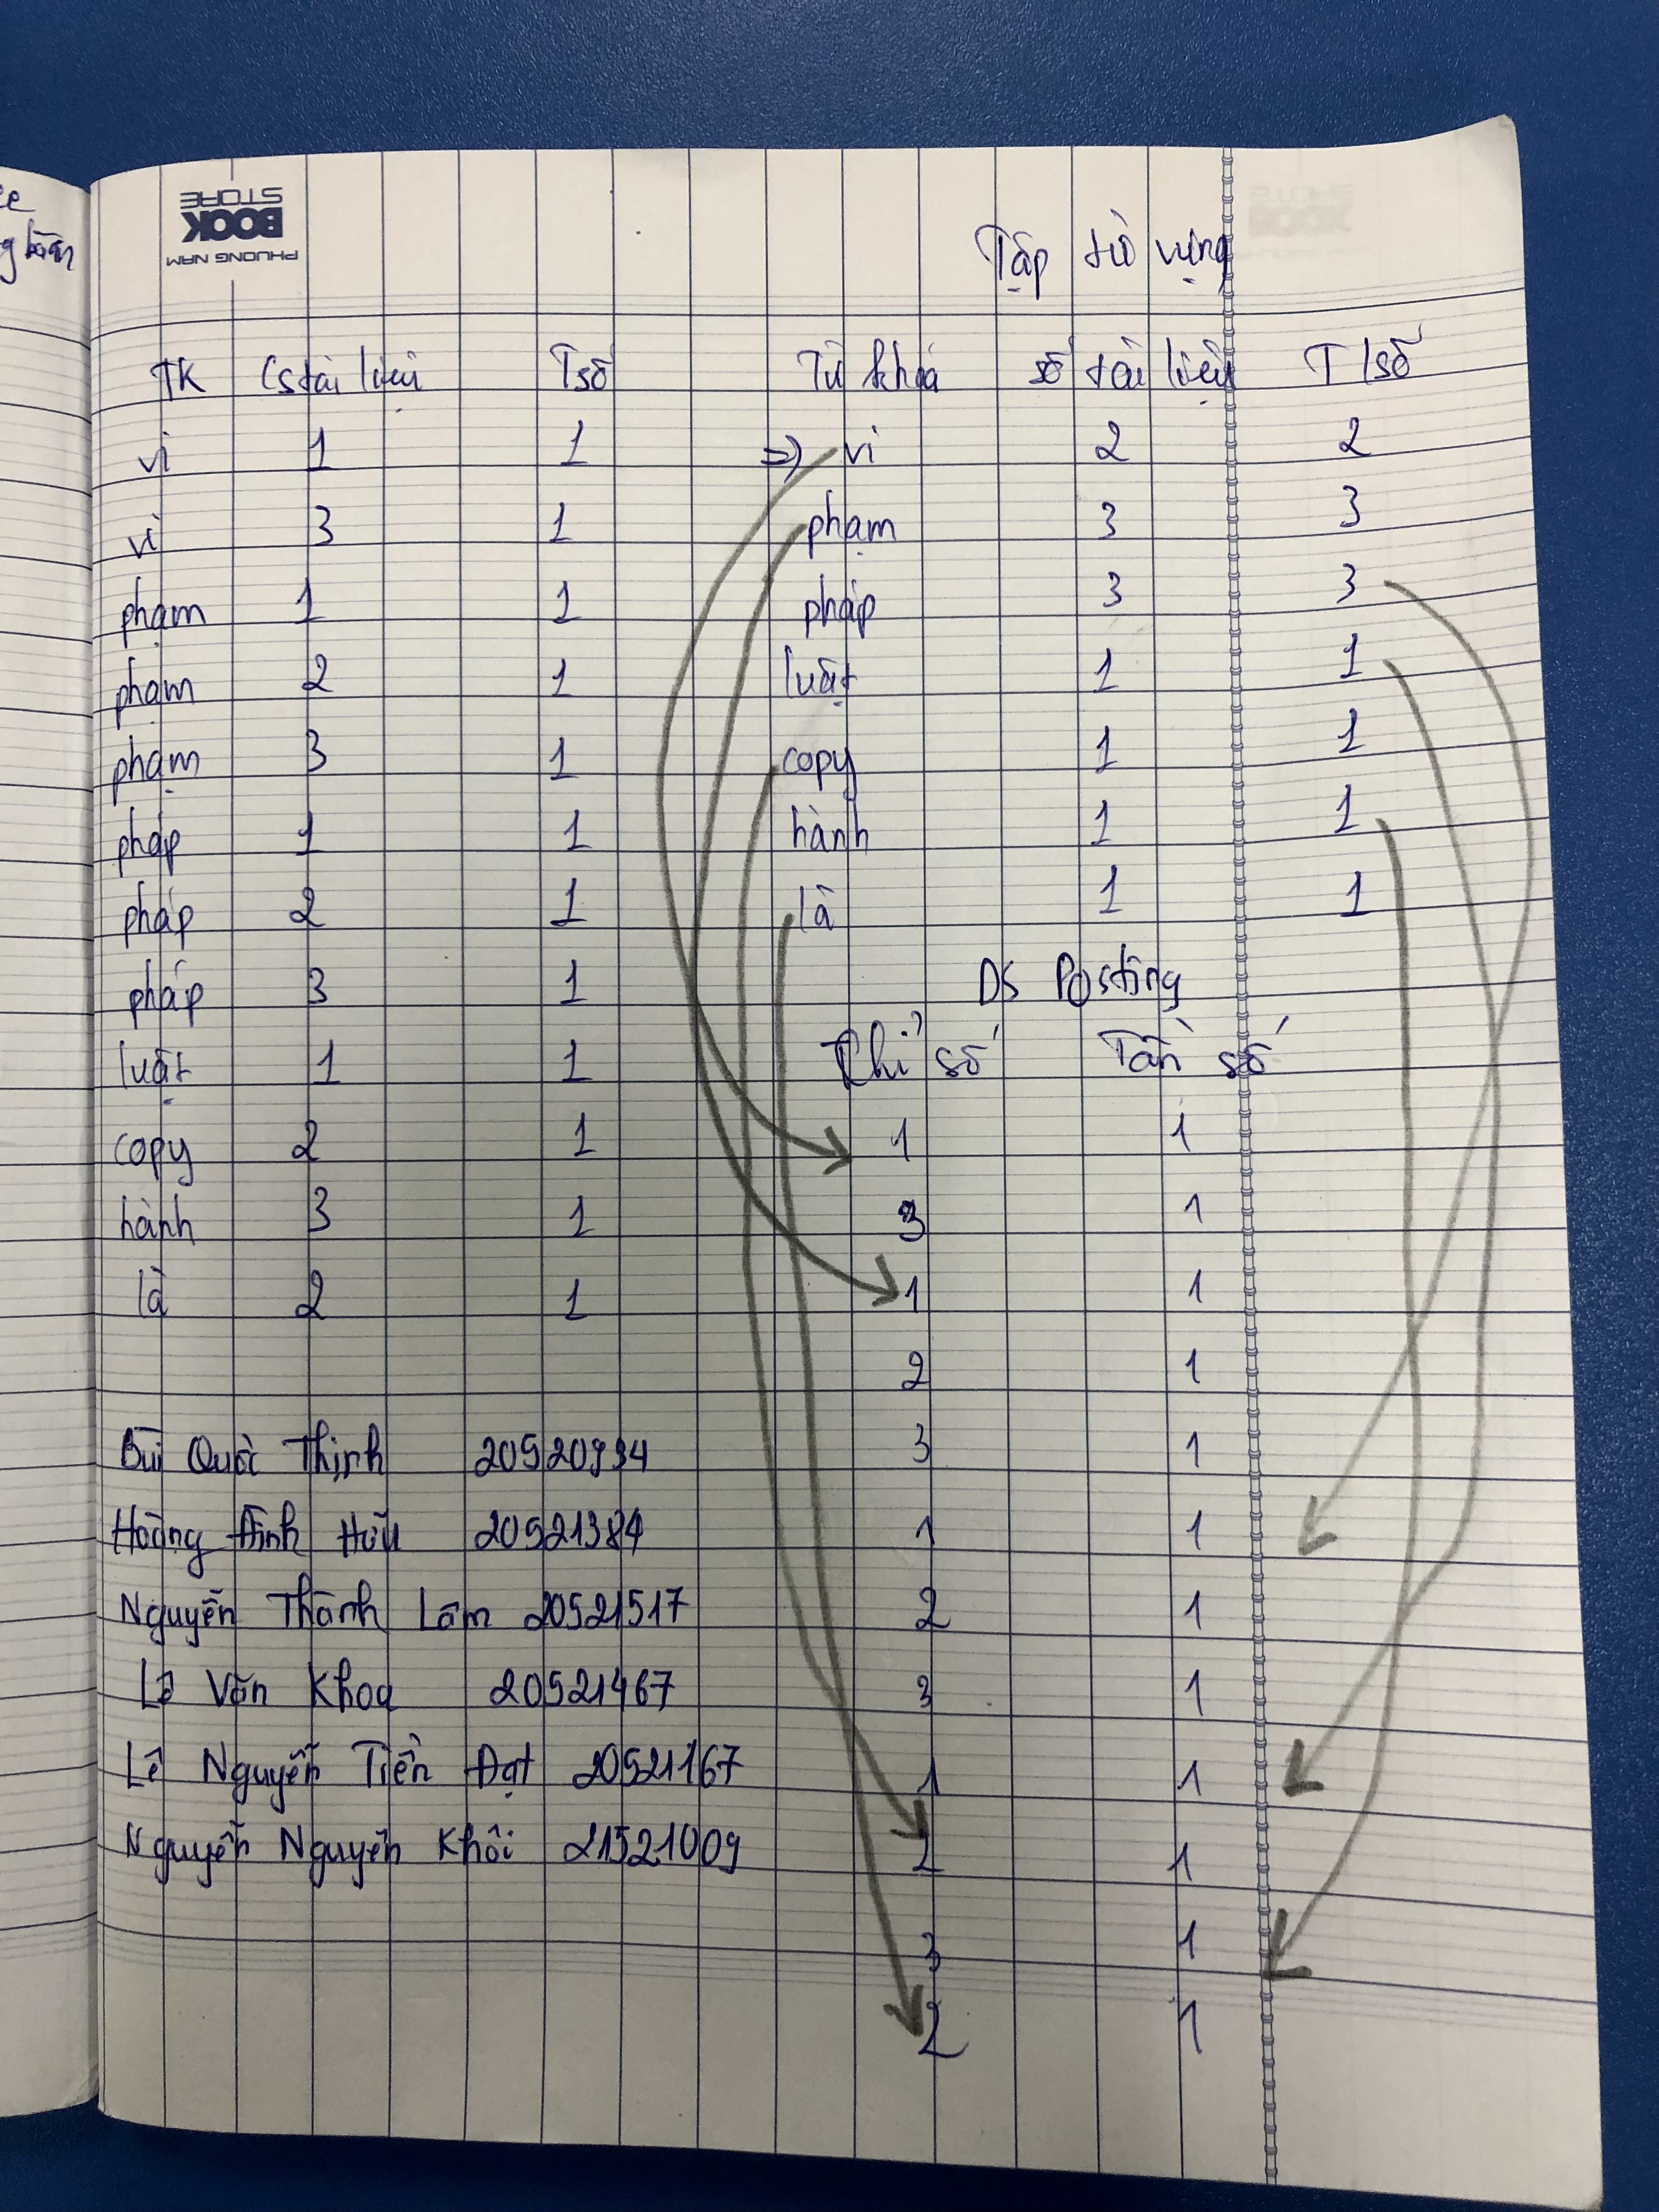 PHUONG NAM
BOOK
STORE
Tập từ vựng
TK Cstài liệu Tsố
vi 1 1
vi 3 1
phạm 1 1
phạm 2 1
phạm 3 1
pháp 1 1
pháp 2 1
pháp 3 1
luật 1 1
copy 2 1
hành 3 1
là 2 1
Từ khoá số tài liệu T số
=> vi 2 2
phạm 3 3
pháp 3 3
luật 1 1
copy 1 1
hành 1 1
là 1 1
DS Posting
Chỉ số Tần số
1 1
3 1
1 1
2 1
3 1
1 1
2 1
3 1
1 1
2 1
3 1
2 1
Bùi Quốc Thịnh 20520934
Hoàng Đình Hữu 20521384
Nguyễn Thành Lâm 20521517
Lê Văn Khoa 20521467
Lê Nguyễn Tiến Đạt 20521167
Nguyễn Nguyên Khôi 21521009